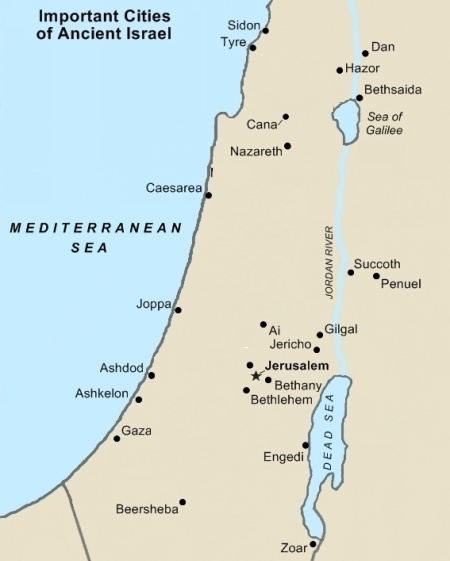 Important Cities
of Ancient Israel
Sidon
Tyre
Dan
Hazor
Bethsaida
Cana
Sea of
Galilee
Nazareth
Caesarea
MEDITERRANEAN
SEA
JORDAN RIVER
Succoth
Penuel
Joppa
Ai
Gilgal
Jericho
Jerusalem
Ashdod
Bethany
Ashkelon
Bethlehem
DEAD SEA
Gaza
Engedi
Beersheba
Zoar